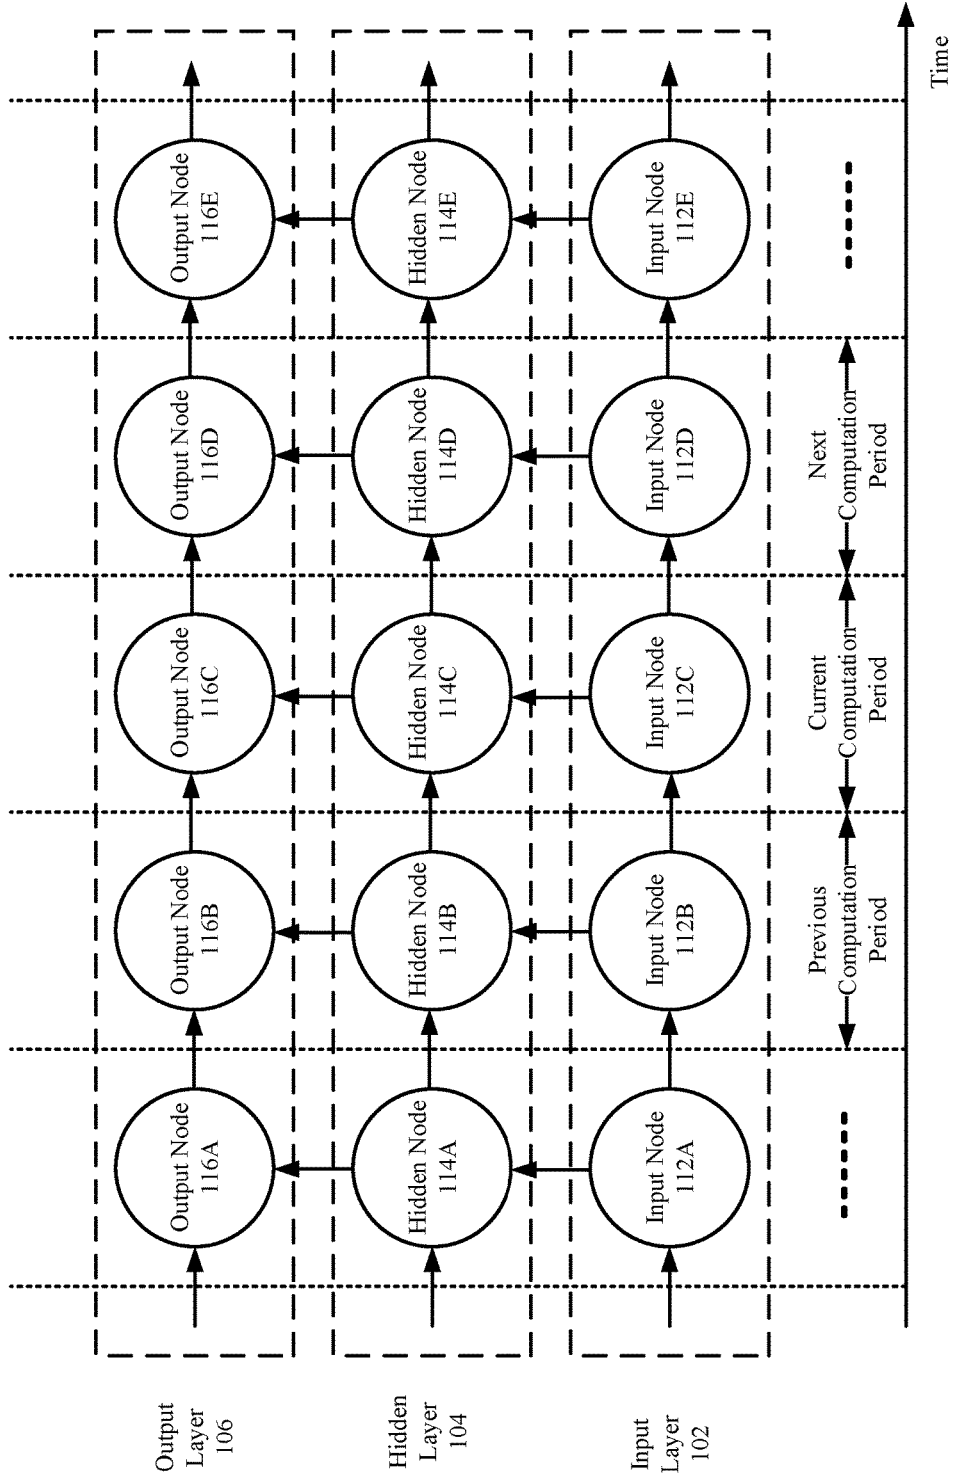 Output
Layer
106
Output Node
116A
Output Node
116B
Output Node
116C
Output Node
116D
Output Node
116E
Hidden
Layer
104
Hidden Node
114A
Hidden Node
114B
Hidden Node
114C
Hidden Node
114D
Hidden Node
114E
Input
Layer
102
Input Node
112A
Input Node
112B
Input Node
112C
Input Node
112D
Input Node
112E
Previous
Computation
Period
Current
Computation
Period
Next
Computation
Period
Time